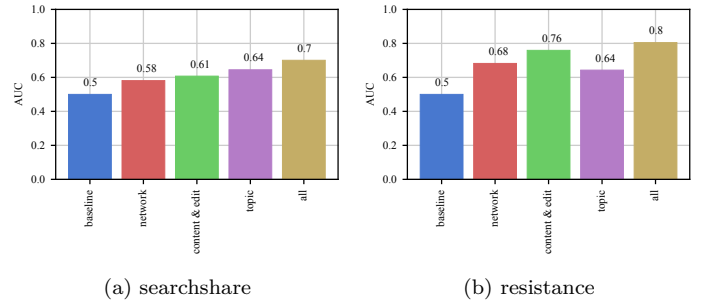 1.0
0.8
0.6
0.4
0.2
0.0
AUC
0.5
0.58
0.61
0.64
0.7
baseline
network
content & edit
topic
all
(a) searchshare
1.0
0.8
0.6
0.4
0.2
0.0
AUC
0.5
0.68
0.76
0.64
0.8
baseline
network
content & edit
topic
all
(b) resistance